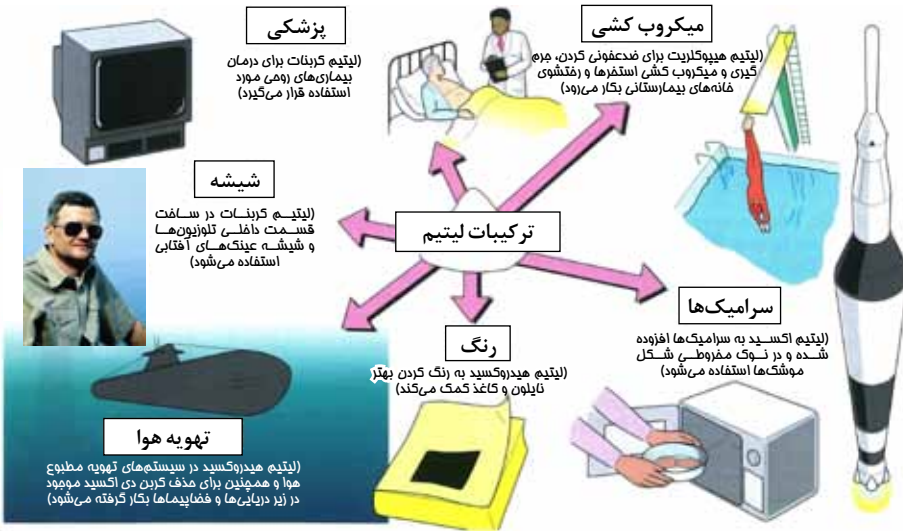 میکروب کشی
(لیتیم هیپوکلریت برای ضدعفونی کردن، جرم
گیری و میکروب کشی استخرها و رختشوی
خانه‌های بیمارستانی بکار می‌رود)
پزشکی
(لیتیم کربنات برای درمان
بیماری‌های روحی مورد
استفاده قرار می‌گیرد)
شیشه
(لیتیم کربنات در ساخت
قسمت داخلی تلوزیون‌ها
و شیشه عینک‌های آفتابی
استفاده می‌شود)
ترکیبات لیتیم
سرامیک‌ها
(لیتیم اکسید به سرامیک‌ها افزوده
شده و در نوک مخروطی شکل
موشک‌ها استفاده می‌شود)
رنگ
(لیتیم هیدروکسید به رنگ کردن بهتر
نایلون و کاغذ کمک می‌کند)
تهویه هوا
(لیتیم هیدروکسید در سیستم‌های تهویه مطبوع
هوا و همچنین برای حذف کربن دی اکسید موجود
در زیر دریایی‌ها و فضاپیماها بکار گرفته می‌شود)